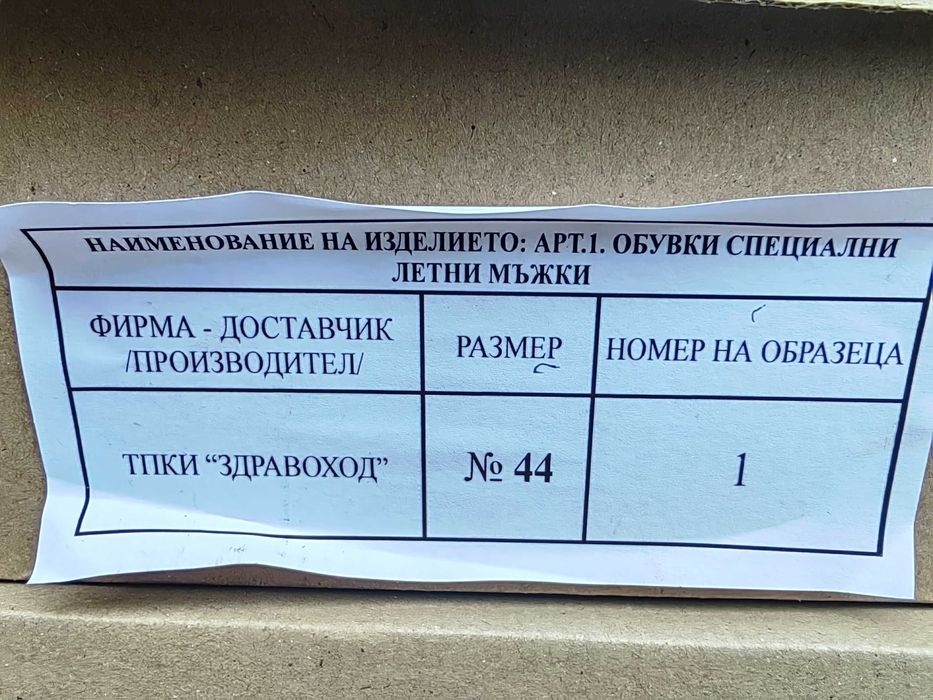 НАИМЕНОВАНИЕ НА ИЗДЕЛИЕТО: АРТ.1. ОБУВКИ СПЕЦИАЛНИ
ЛЕТНИ МЪЖКИ
ФИРМА - ДОСТАВЧИК
/ПРОИЗВОДИТЕЛ/
РАЗМЕР
НОМЕР НА ОБРАЗЕЦА
ТПКИ “ЗДРАВОХОД”
№ 44
1